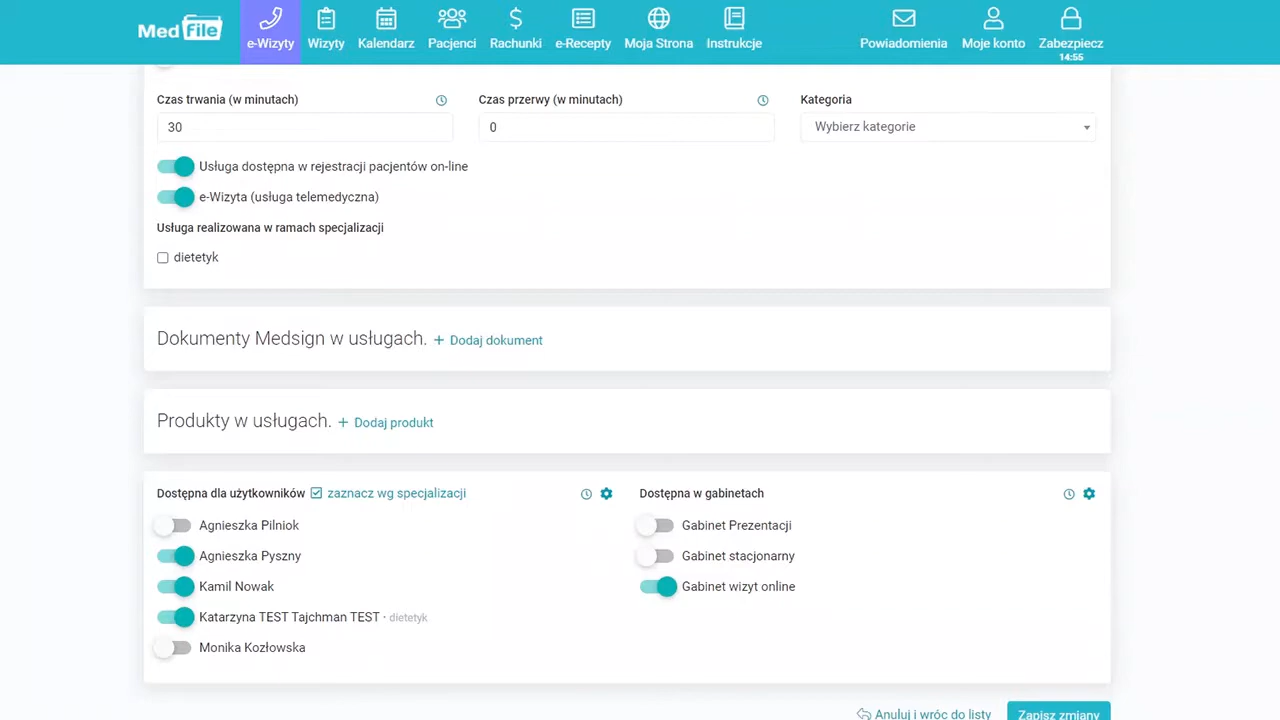 MedFile
e-Wizyty Wizyty Kalendarz Pacjenci Rachunki e-Recepty Moja Strona Instrukcje Powiadomienia Moje konto Zabezpiecz
14:55
Czas trwania (w minutach) Czas przerwy (w minutach) Kategoria
30 0 Wybierz kategorie
Usługa dostępna w rejestracji pacjentów on-line
e-Wizyta (usługa telemedyczna)
Usługa realizowana w ramach specjalizacji
dietetyk
Dokumenty Medsign w usługach. + Dodaj dokument
Produkty w usługach. + Dodaj produkt
Dostępna dla użytkowników zaznacz wg specjalizacji Dostępna w gabinetach
Agnieszka Pilniok Gabinet Prezentacji
Agnieszka Pyszny Gabinet stacjonarny
Kamil Nowak Gabinet wizyt online
Katarzyna TEST Tajchman TEST · dietetyk
Monika Kozłowska
Anuluj i wróc do listy Zapisz zmiany